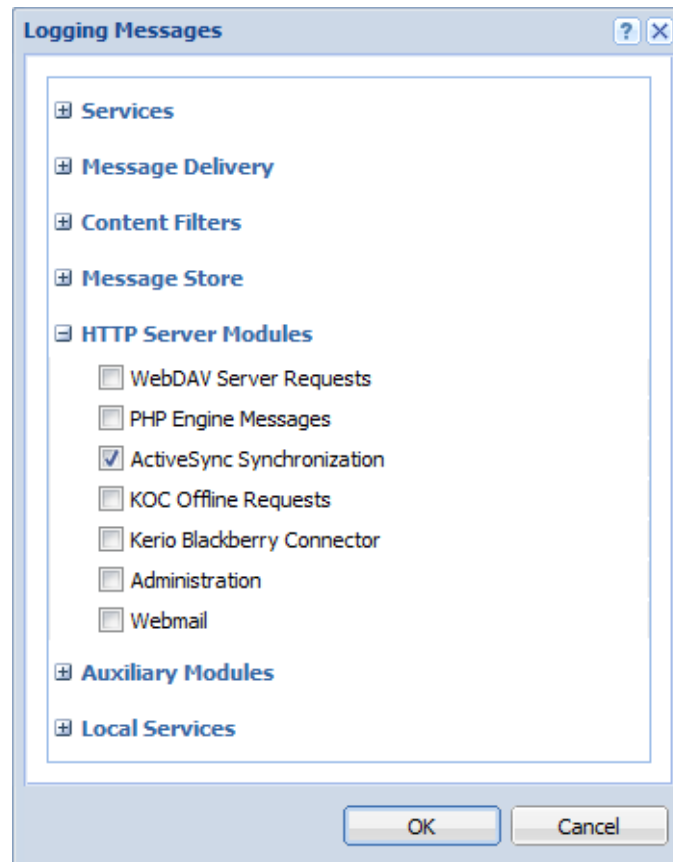 Logging Messages
Services
Message Delivery
Content Filters
Message Store
HTTP Server Modules
WebDAV Server Requests
PHP Engine Messages
ActiveSync Synchronization
KOC Offline Requests
Kerio Blackberry Connector
Administration
Webmail
Auxiliary Modules
Local Services
OK Cancel